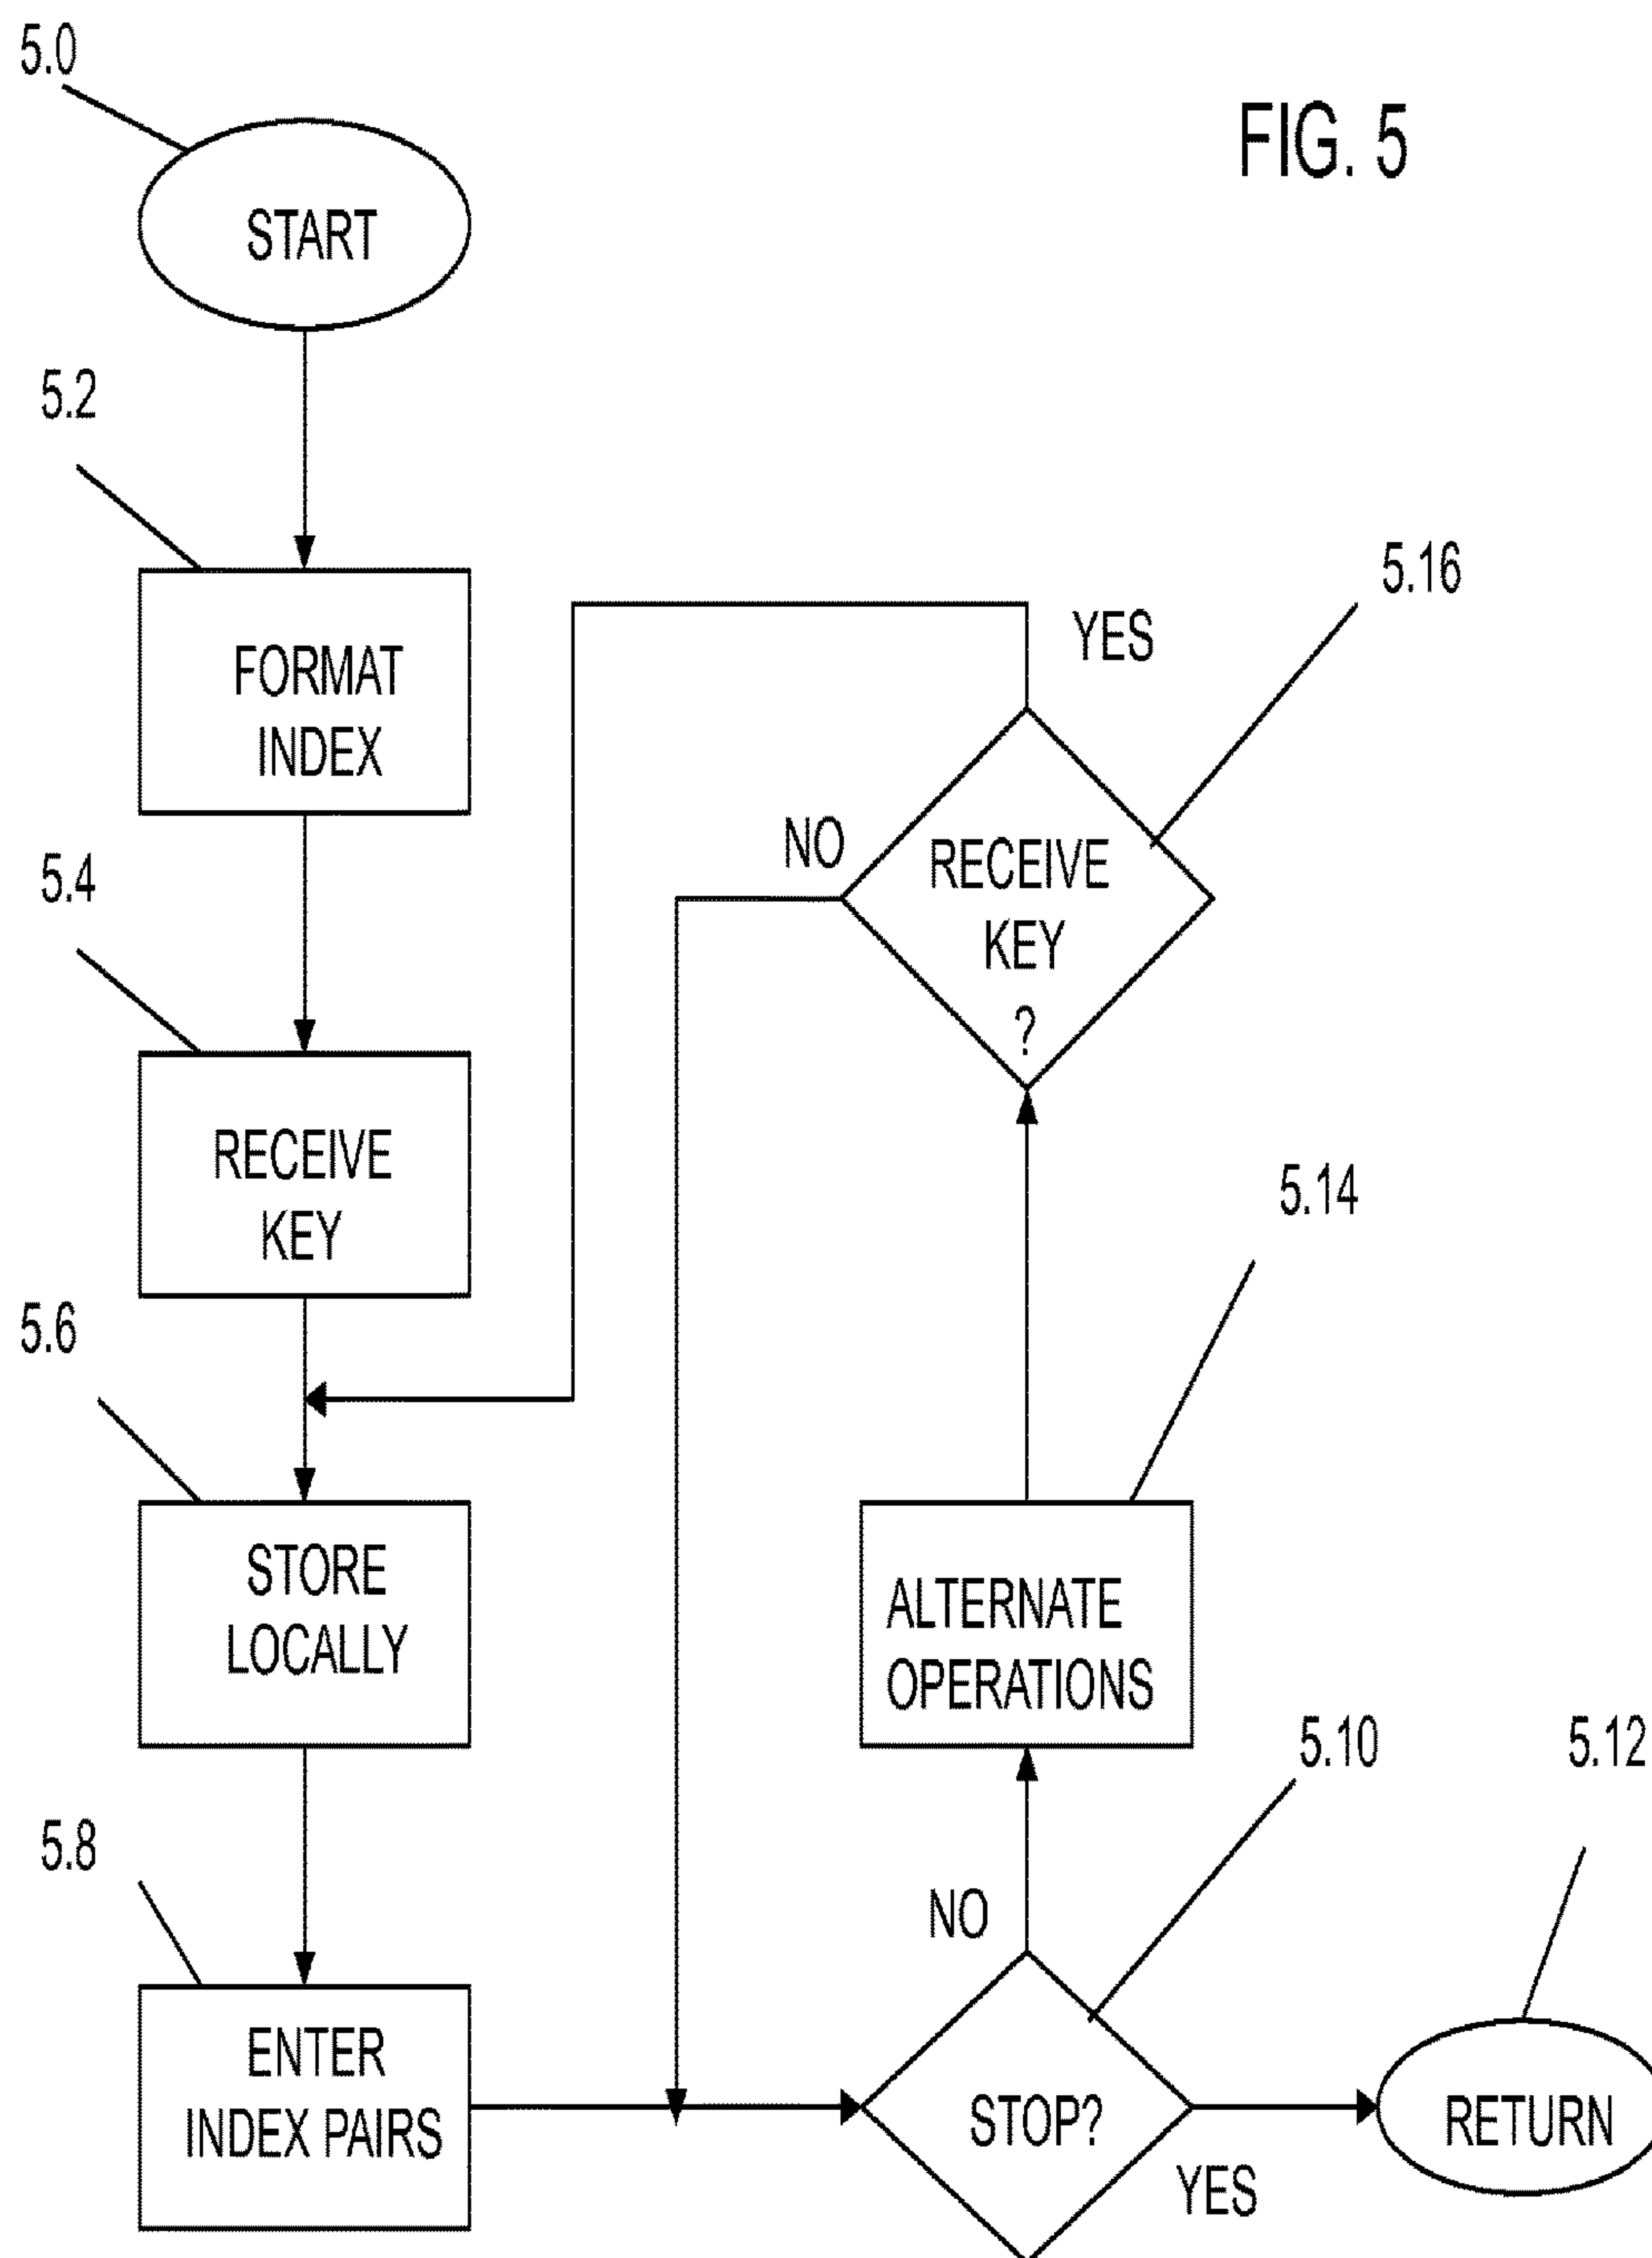 5.0
FIG. 5
START
5.2
FORMAT
INDEX
5.16
YES
NO
RECEIVE
KEY
?
5.4
RECEIVE
KEY
5.14
5.6
STORE
LOCALLY
ALTERNATE
OPERATIONS
5.10
5.12
5.8
NO
ENTER
INDEX PAIRS
STOP?
YES
RETURN